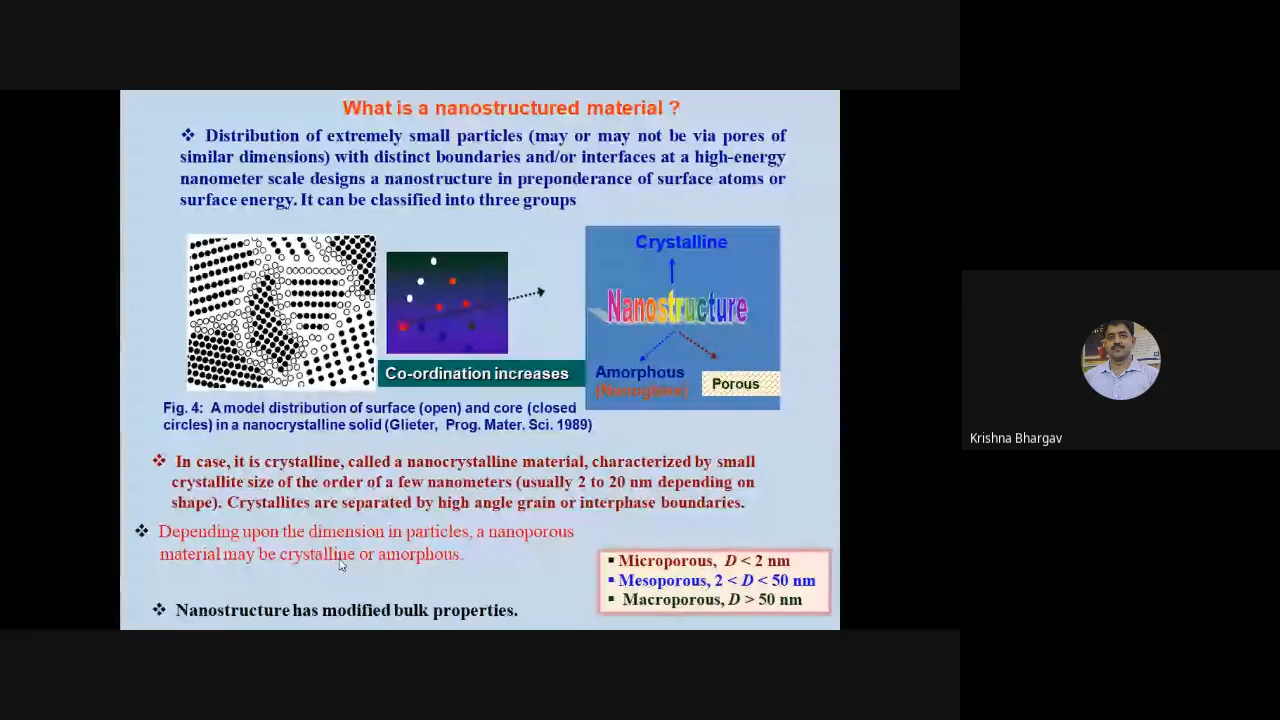 What is a nanostructured material ?
❖ Distribution of extremely small particles (may or may not be via pores of
similar dimensions) with distinct boundaries and/or interfaces at a high-energy
nanometer scale designs a nanostructure in preponderance of surface atoms or
surface energy. It can be classified into three groups
Crystalline
Nanostructure
Amorphous
(Nanoglass)
Porous
Co-ordination increases
Fig. 4: A model distribution of surface (open) and core (closed
circles) in a nanocrystalline solid (Glieter, Prog. Mater. Sci. 1989)
❖ In case, it is crystalline, called a nanocrystalline material, characterized by small
crystallite size of the order of a few nanometers (usually 2 to 20 nm depending on
shape). Crystallites are separated by high angle grain or interphase boundaries.
❖ Depending upon the dimension in particles, a nanoporous
material may be crystalline or amorphous.
▪ Microporous, D < 2 nm
▪ Mesoporous, 2 < D < 50 nm
▪ Macroporous, D > 50 nm
❖ Nanostructure has modified bulk properties.
Krishna Bhargav